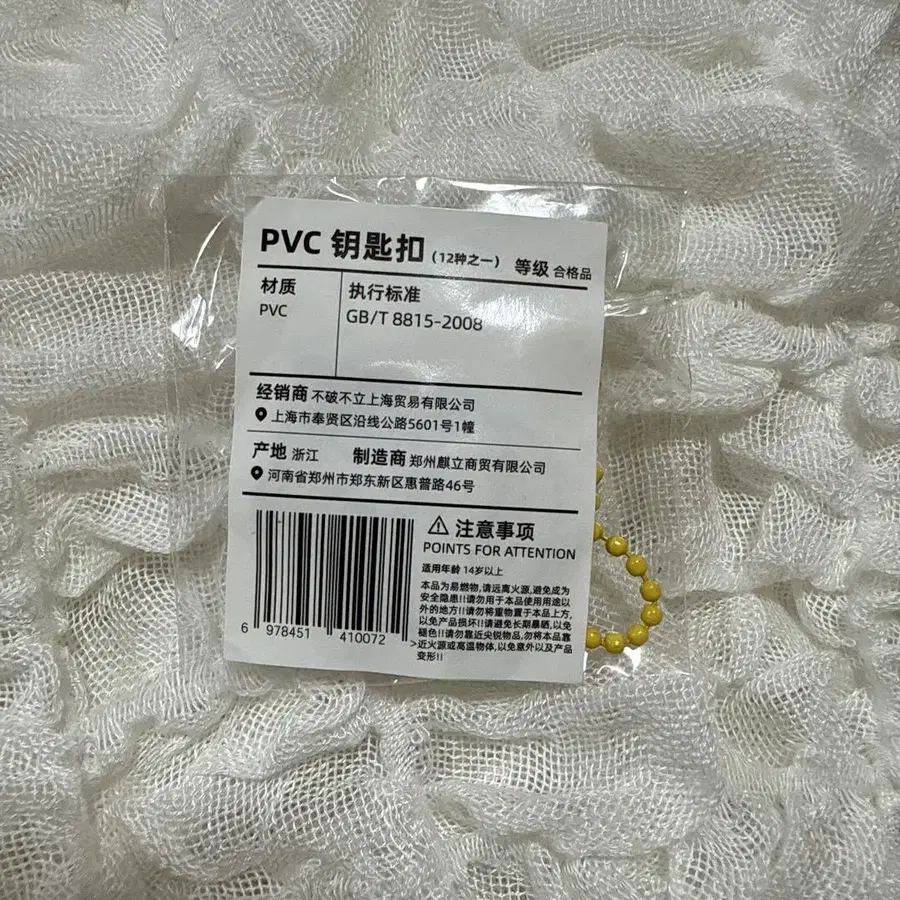 PVC 钥匙扣（12种之一） 等级 合格品
材质
PVC
执行标准
GB/T 8815-2008
经销商 不破不立上海贸易有限公司
上海市奉贤区沿线公路5601号1幢
产地 浙江 制造商 郑州麒立商贸有限公司
河南省郑州市郑东新区惠普路46号
6 978451 410072 >
注意事项
POINTS FOR ATTENTION
适用年龄 14岁以上
本品为易燃物,请远离火源,避免成为
安全隐患!!请勿用于本品使用用途以
外的地方!!请勿将重物置于本品上方,
以免产品损坏!!请避免长期暴晒,以免
褪色!!请勿靠近尖锐物品,勿将本品靠
近火源或高温物体,以免意外以及产品
变形!!